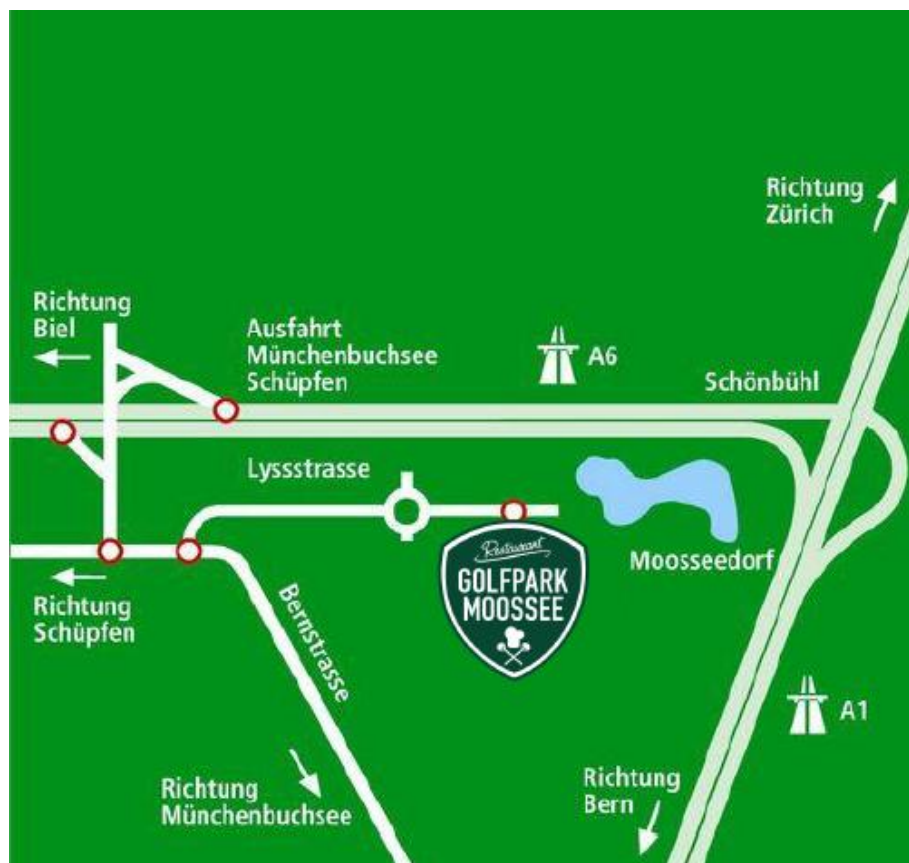 Richtung
Zürich
Richtung
Biel
Ausfahrt
Münchenbuchsee
Schüpfen
A6
Schönbühl
Lyssstrasse
Restaurant
GOLFPARK
MOOSSEE
Moosseedorf
Richtung
Schüpfen
Bernstrasse
A1
Richtung
Münchenbuchsee
Richtung
Bern